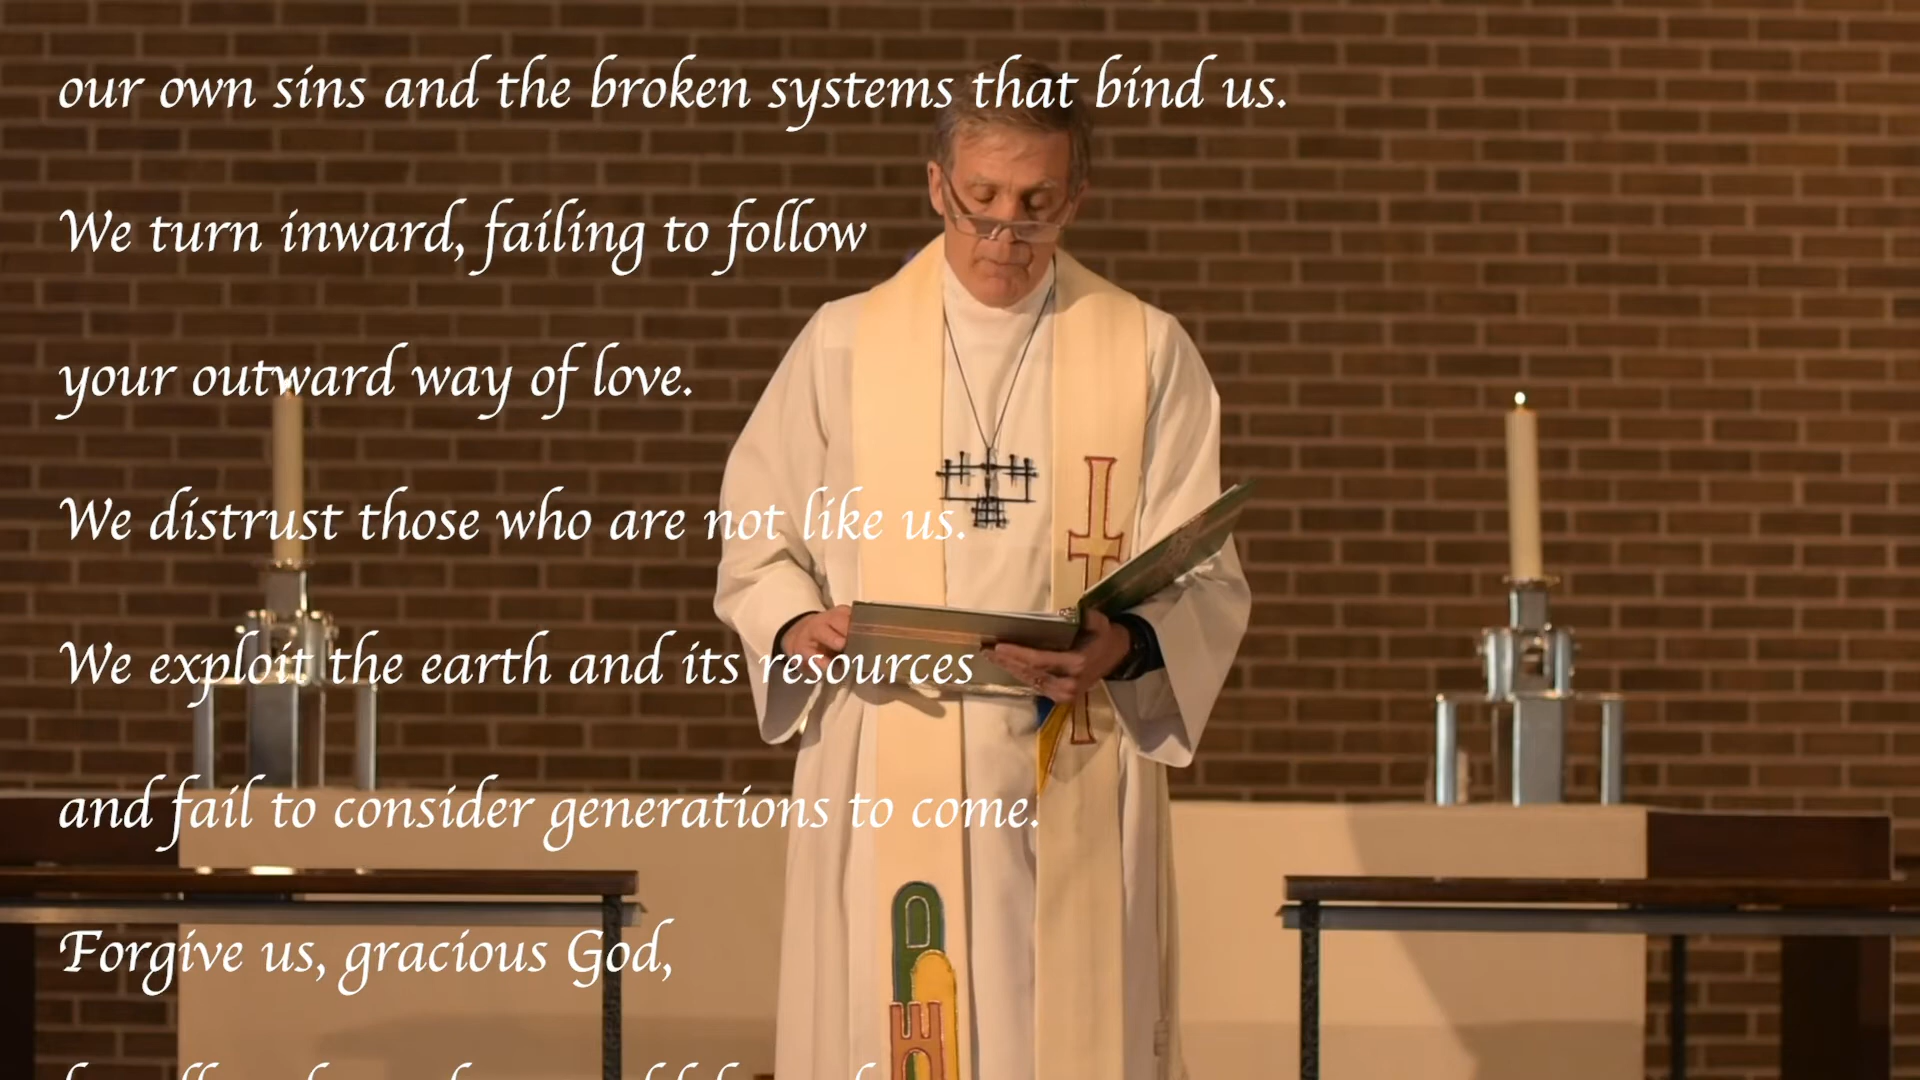 our own sins and the broken systems that bind us.
We turn inward, failing to follow
your outward way of love.
We distrust those who are not like us.
We exploit the earth and its resources
and fail to consider generations to come.
Forgive us, gracious God,